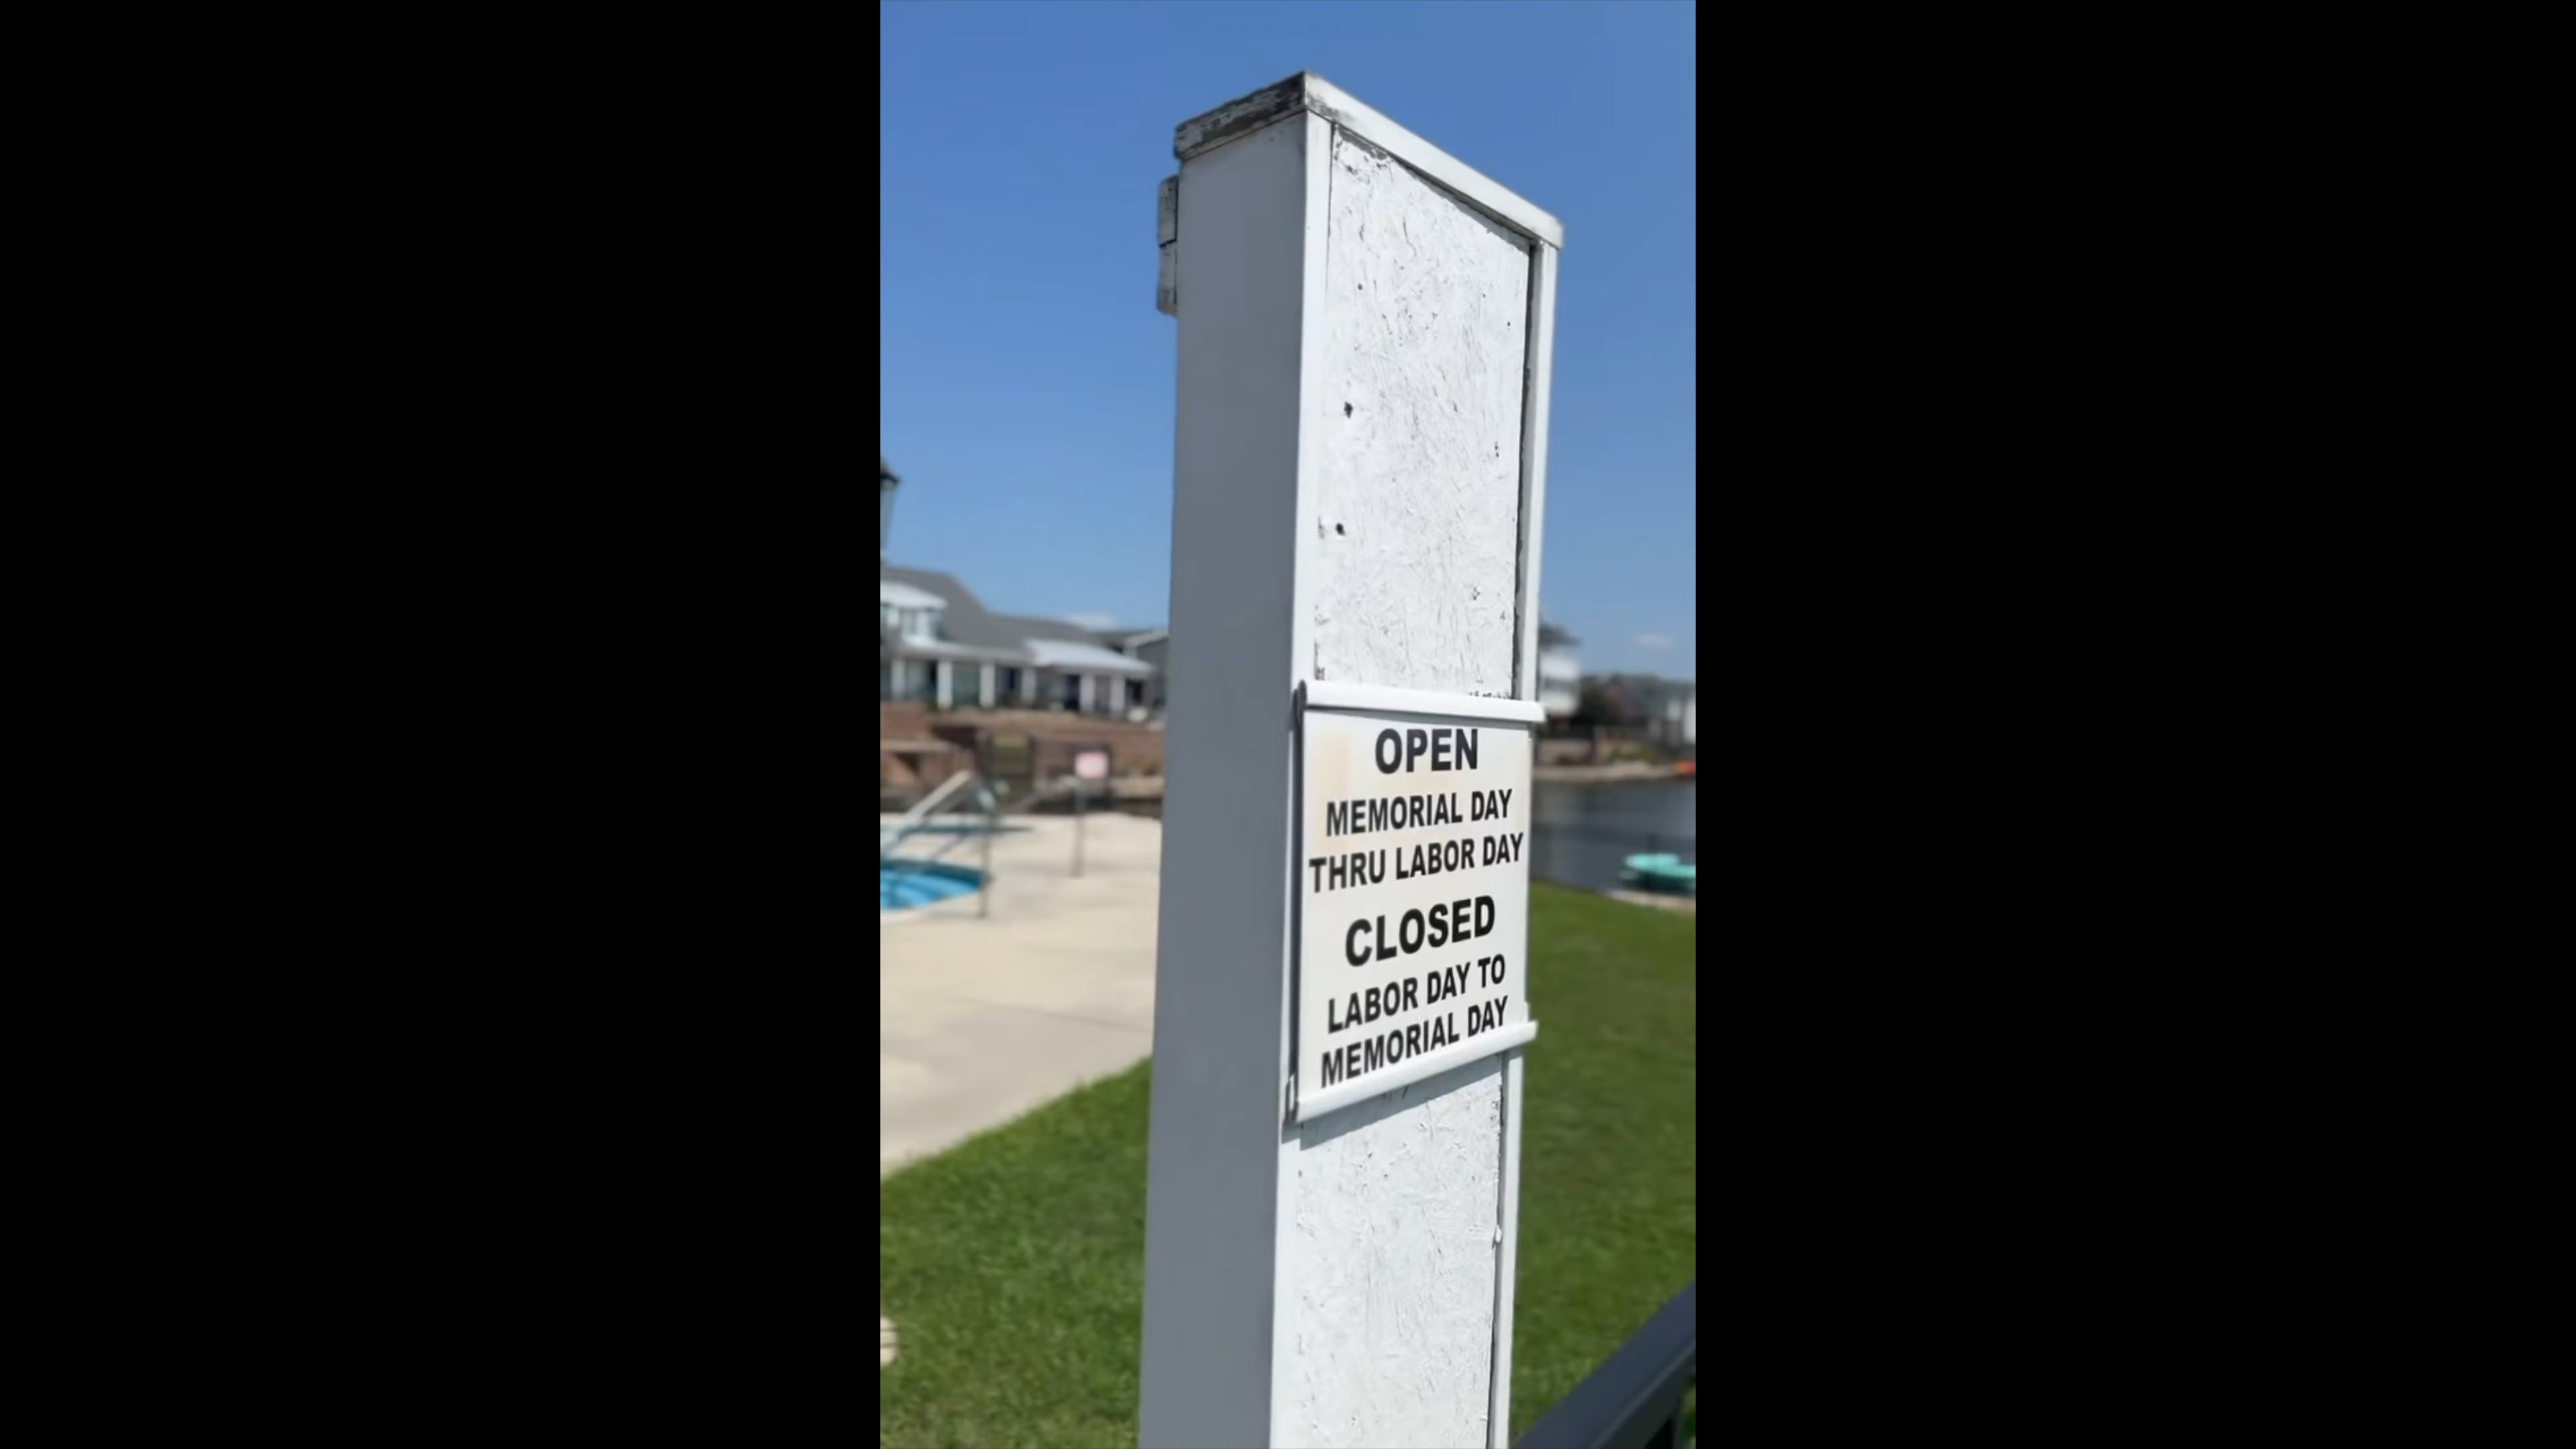 OPEN
MEMORIAL DAY
THRU LABOR DAY
CLOSED
LABOR DAY TO
MEMORIAL DAY